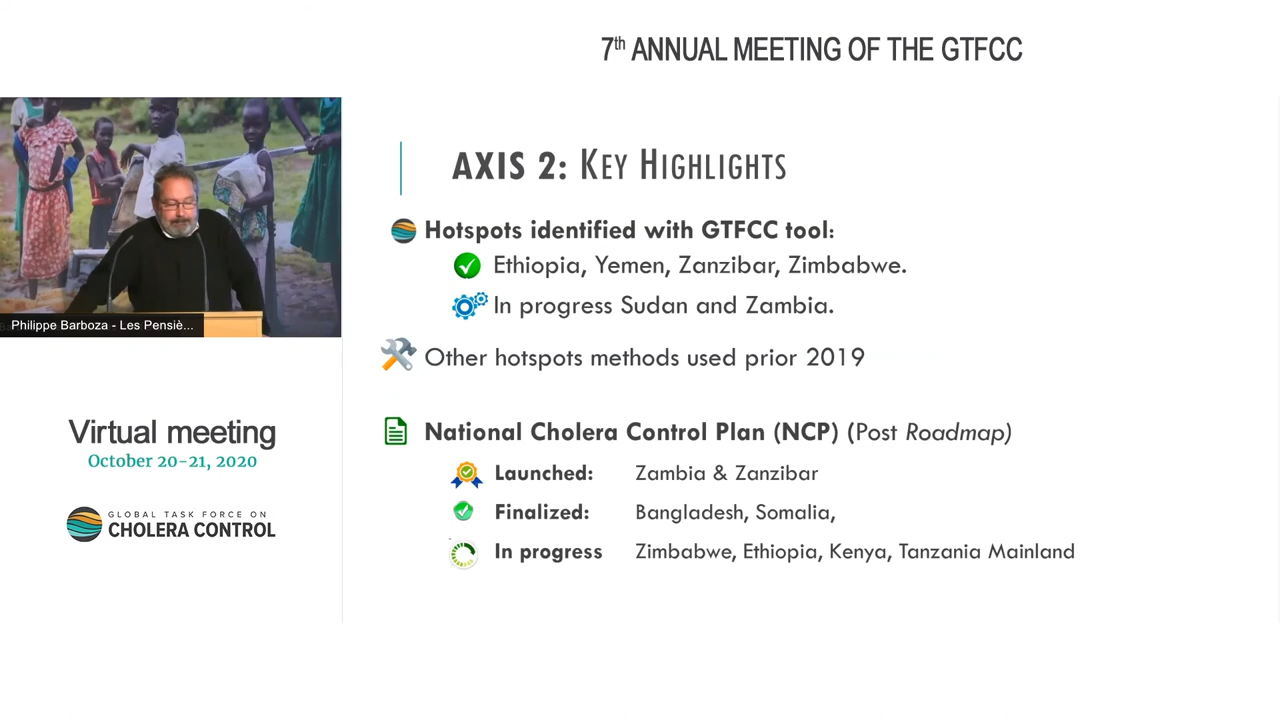 7th ANNUAL MEETING OF THE GTFCC
AXIS 2: KEY HIGHLIGHTS
Hotspots identified with GTFCC tool:
Ethiopia, Yemen, Zanzibar, Zimbabwe.
In progress Sudan and Zambia.
Other hotspots methods used prior 2019
National Cholera Control Plan (NCP) (Post Roadmap)
Launched: Zambia & Zanzibar
Finalized: Bangladesh, Somalia,
In progress Zimbabwe, Ethiopia, Kenya, Tanzania Mainland
Philippe Barboza - Les Pensiè...
Virtual meeting
October 20-21, 2020
GLOBAL TASK FORCE ON
CHOLERA CONTROL